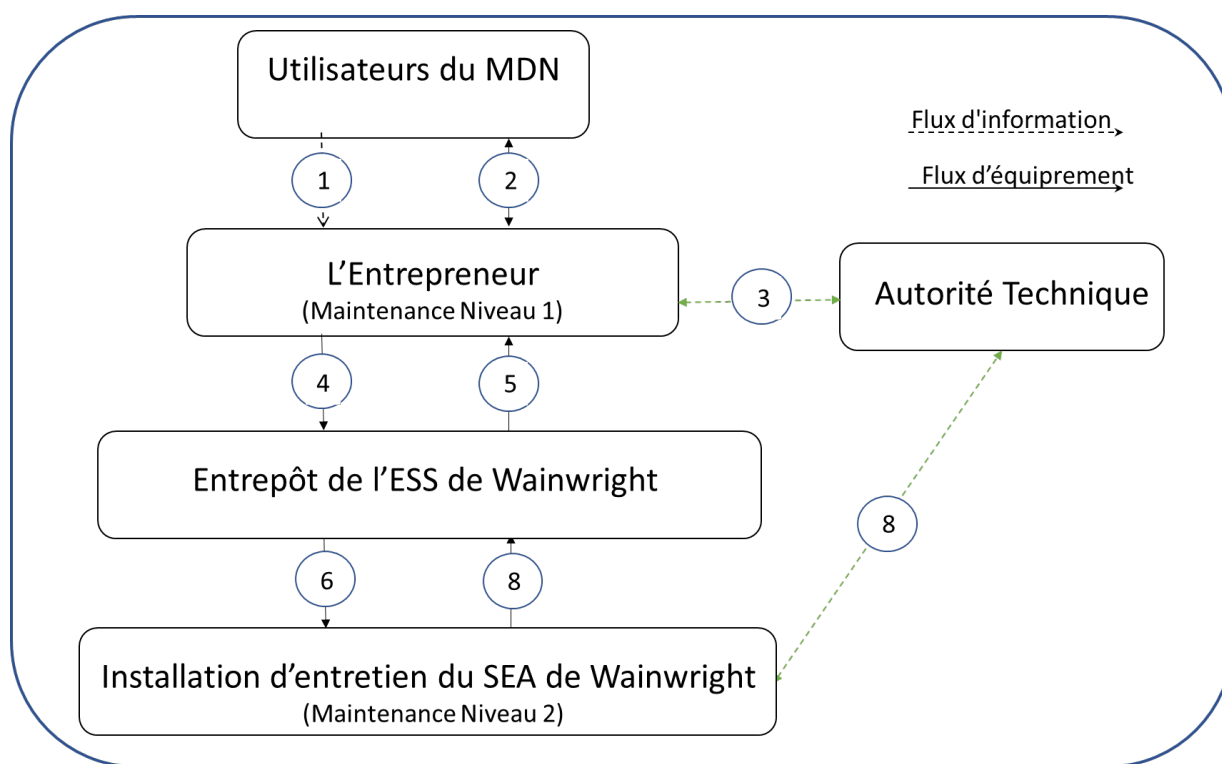 Utilisateurs du MDN
Flux d'information
1
2
Flux d’équiprement
L’Entrepreneur
(Maintenance Niveau 1)
3
Autorité Technique
4
5
Entrepôt de l’ESS de Wainwright
8
6
8
Installation d’entretien du SEA de Wainwright
(Maintenance Niveau 2)